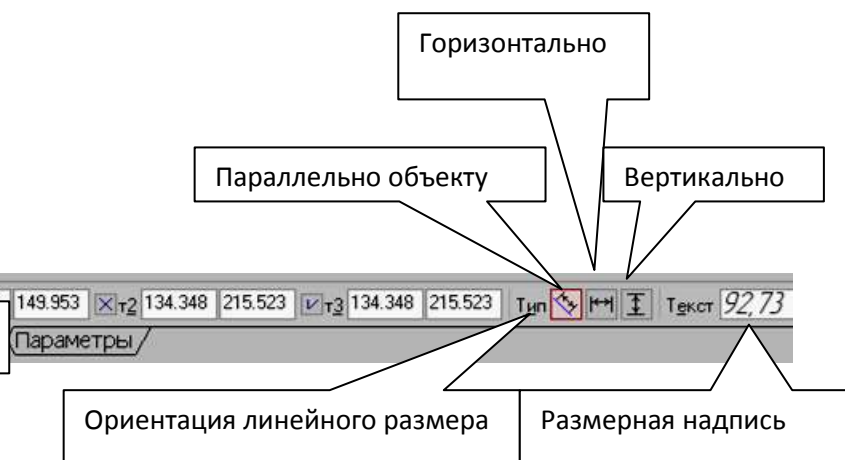 Горизонтально
Параллельно объекту
Вертикально
149.953 т2 134.348 215.523 т3 134.348 215.523 Тип Текст 92,73
Параметры
Ориентация линейного размера
Размерная надпись